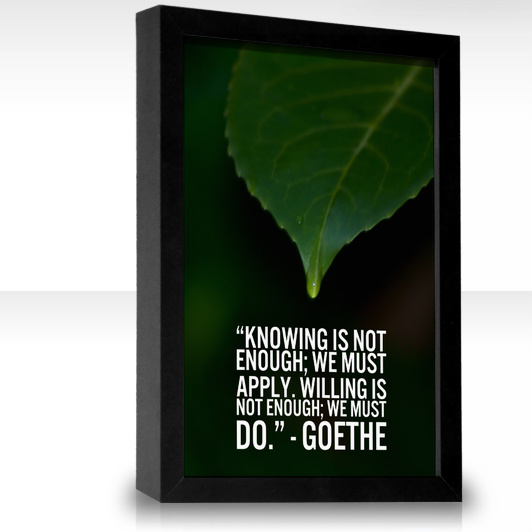 “KNOWING IS NOT
ENOUGH; WE MUST
APPLY. WILLING IS
NOT ENOUGH; WE MUST
DO.” - GOETHE